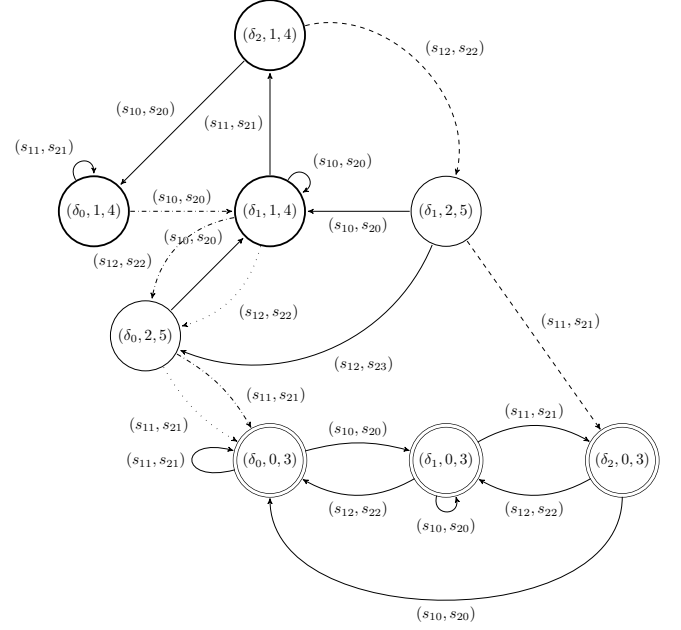 (δ₂, 1, 4)
(s₁₂, s₂₂)
(s₁₀, s₂₀)
(s₁₁, s₂₁)
(s₁₁, s₂₁)
(s₁₀, s₂₀)
(δ₀, 1, 4)
(s₁₀, s₂₀)
(δ₁, 1, 4)
(s₁₀, s₂₀)
(δ₁, 2, 5)
(s₁₀, s₂₀)
(s₁₂, s₂₂)
(s₁₂, s₂₂)
(s₁₁, s₂₁)
(δ₀, 2, 5)
(s₁₂, s₂₃)
(s₁₁, s₂₁)
(s₁₁, s₂₁)
(s₁₀, s₂₀)
(s₁₁, s₂₁)
(s₁₁, s₂₁)
(δ₀, 0, 3)
(δ₁, 0, 3)
(δ₂, 0, 3)
(s₁₂, s₂₂)
(s₁₀, s₂₀)
(s₁₂, s₂₂)
(s₁₀, s₂₀)